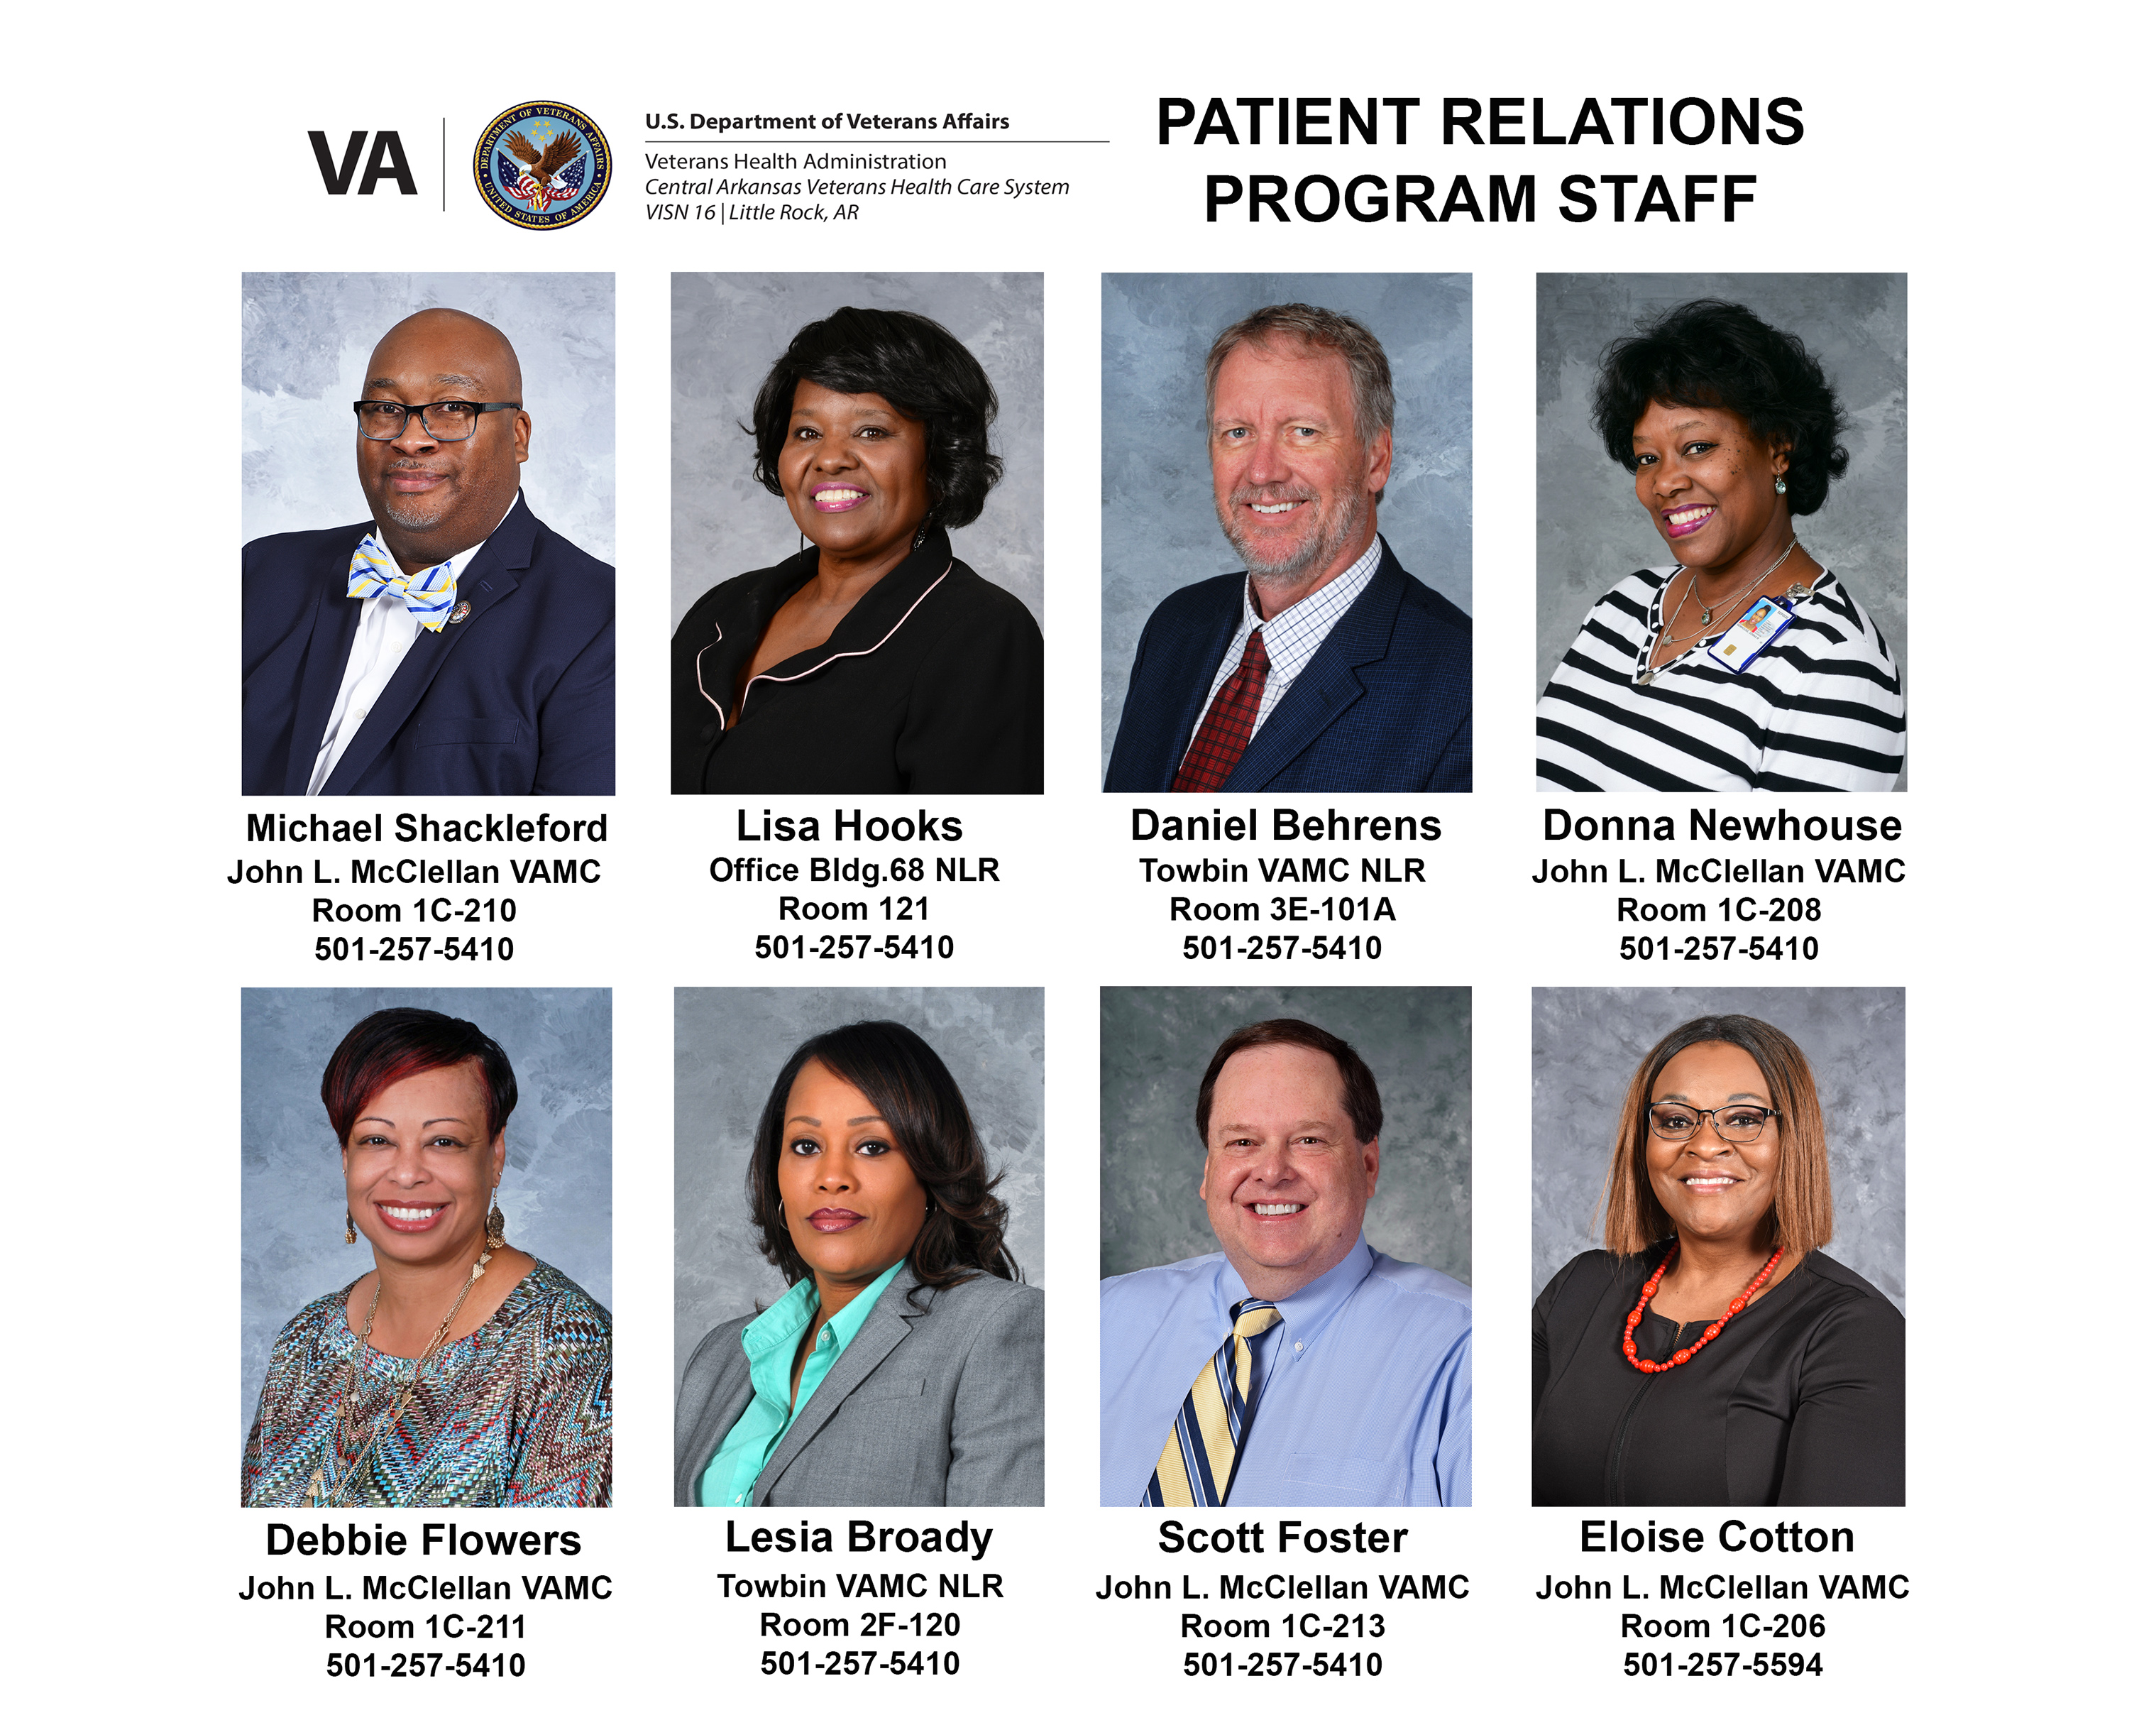 VA
DEPARTMENT OF VETERANS AFFAIRS
UNITED STATES OF AMERICA
U.S. Department of Veterans Affairs
Veterans Health Administration
Central Arkansas Veterans Health Care System
VISN 16 | Little Rock, AR
PATIENT RELATIONS
PROGRAM STAFF
Michael Shackleford
John L. McClellan VAMC
Room 1C-210
501-257-5410
Lisa Hooks
Office Bldg.68 NLR
Room 121
501-257-5410
Daniel Behrens
Towbin VAMC NLR
Room 3E-101A
501-257-5410
Donna Newhouse
John L. McClellan VAMC
Room 1C-208
501-257-5410
Debbie Flowers
John L. McClellan VAMC
Room 1C-211
501-257-5410
Lesia Broady
Towbin VAMC NLR
Room 2F-120
501-257-5410
Scott Foster
John L. McClellan VAMC
Room 1C-213
501-257-5410
Eloise Cotton
John L. McClellan VAMC
Room 1C-206
501-257-5594